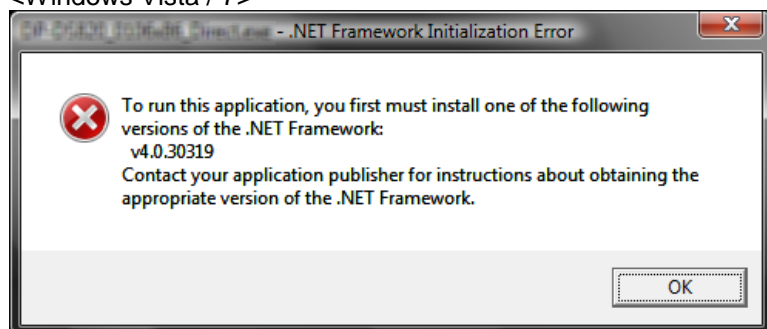 <Windows Vista / 7>
- .NET Framework Initialization Error
To run this application, you first must install one of the following
versions of the .NET Framework:
v4.0.30319
Contact your application publisher for instructions about obtaining the
appropriate version of the .NET Framework.
OK